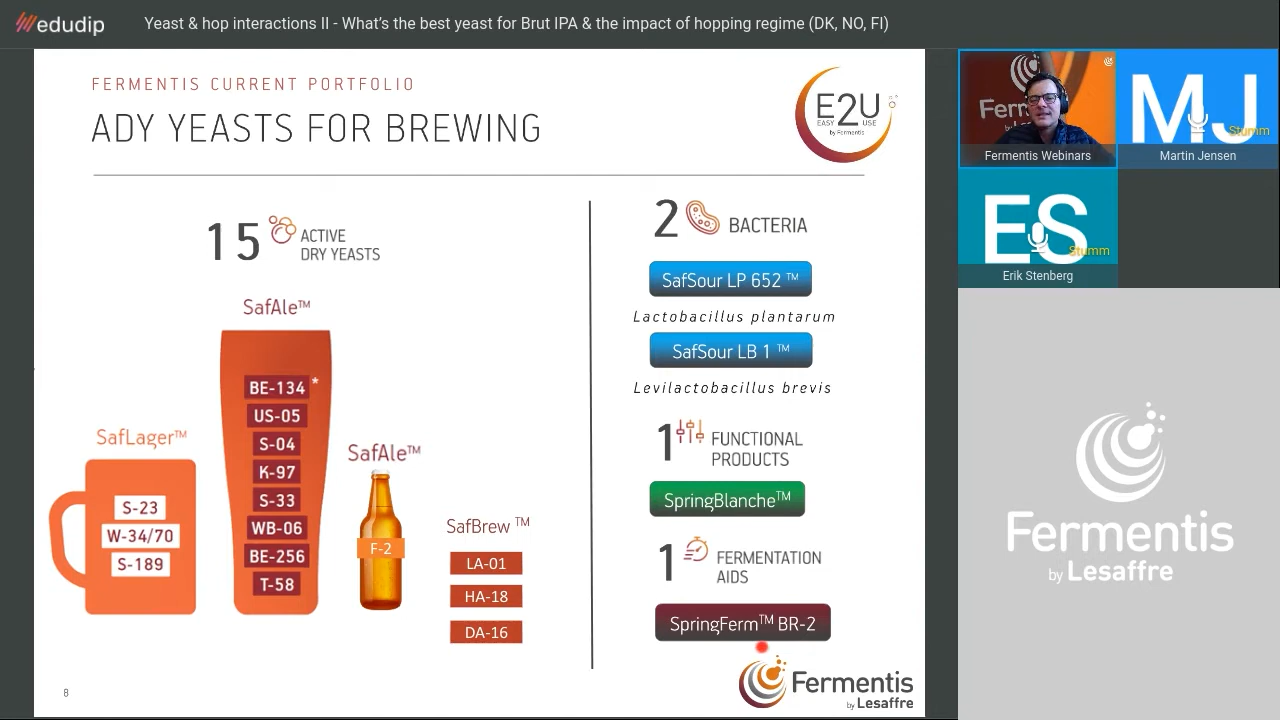 edudip
Yeast & hop interactions II - What's the best yeast for Brut IPA & the impact of hopping regime (DK, NO, FI)
FERMENTIS CURRENT PORTFOLIO
ADY YEASTS FOR BREWING
E2U
EASY TO USE
by Fermentis
15 ACTIVE
DRY YEASTS
SafAle™
BE-134 *
US-05
S-04
K-97
S-33
WB-06
BE-256
T-58
SafLager™
S-23
W-34/70
S-189
SafAle™
F-2
SafBrew ™
LA-01
HA-18
DA-16
2 BACTERIA
SafSour LP 652 ™
Lactobacillus plantarum
SafSour LB 1 ™
Levilactobacillus brevis
1 FUNCTIONAL
PRODUCTS
SpringBlanche™
1 FERMENTATION
AIDS
SpringFerm™ BR-2
8
Fermentis
by Lesaffre
Fermentis Webinars
MJ
Stumm
Martin Jensen
ES
Stumm
Erik Stenberg
Fermentis
by Lesaffre